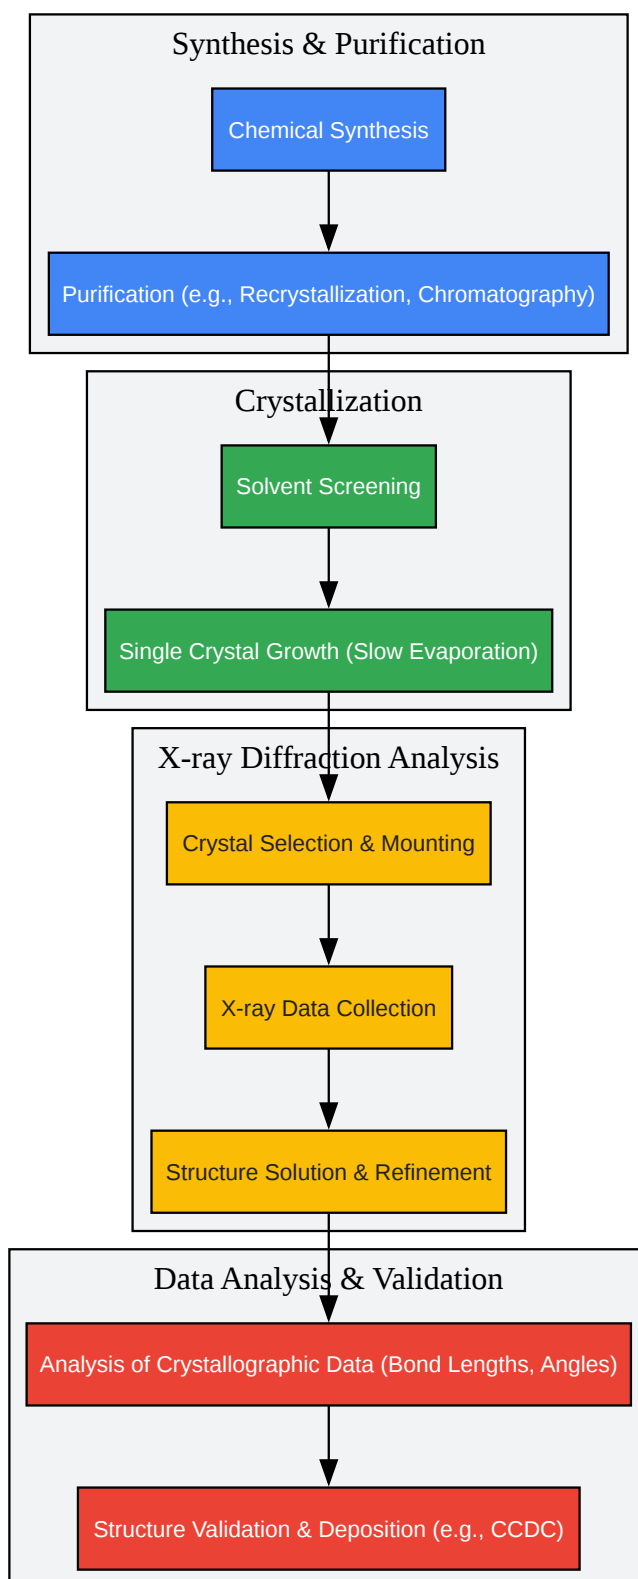 Synthesis & Purification
Chemical Synthesis
Purification (e.g., Recrystallization, Chromatography)
Crystallization
Solvent Screening
Single Crystal Growth (Slow Evaporation)
X-ray Diffraction Analysis
Crystal Selection & Mounting
X-ray Data Collection
Structure Solution & Refinement
Data Analysis & Validation
Analysis of Crystallographic Data (Bond Lengths, Angles)
Structure Validation & Deposition (e.g., CCDC)